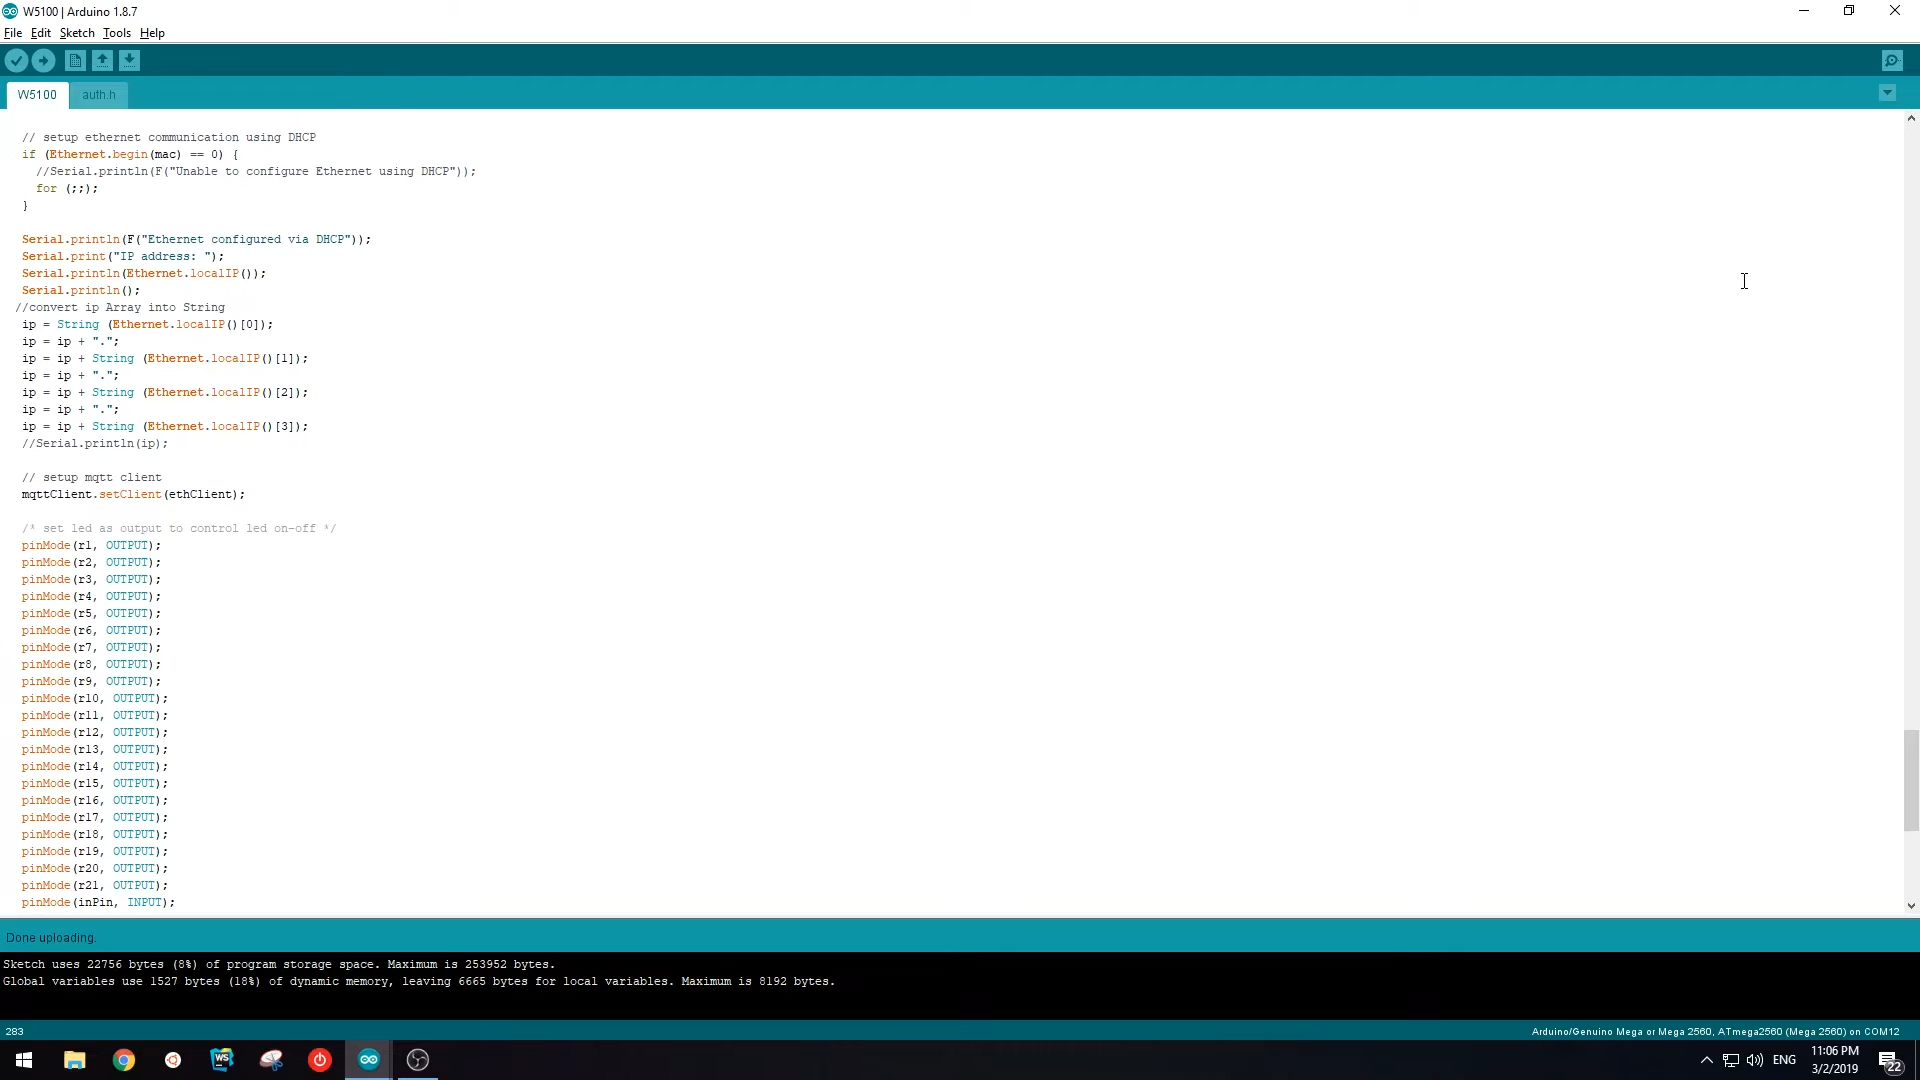 W5100 | Arduino 1.8.7
File Edit Sketch Tools Help
W5100 auth.h
// setup ethernet communication using DHCP
if (Ethernet.begin(mac) == 0) {
//Serial.println(F("Unable to configure Ethernet using DHCP"));
for (;;);
}
Serial.println(F("Ethernet configured via DHCP"));
Serial.print("IP address: ");
Serial.println(Ethernet.localIP());
Serial.println();
//convert ip Array into String
ip = String (Ethernet.localIP()[0]);
ip = ip + ".";
ip = ip + String (Ethernet.localIP()[1]);
ip = ip + ".";
ip = ip + String (Ethernet.localIP()[2]);
ip = ip + ".";
ip = ip + String (Ethernet.localIP()[3]);
//Serial.println(ip);
// setup mqtt client
mqttClient.setClient(ethClient);
/* set led as output to control led on-off */
pinMode(r1, OUTPUT);
pinMode(r2, OUTPUT);
pinMode(r3, OUTPUT);
pinMode(r4, OUTPUT);
pinMode(r5, OUTPUT);
pinMode(r6, OUTPUT);
pinMode(r7, OUTPUT);
pinMode(r8, OUTPUT);
pinMode(r9, OUTPUT);
pinMode(r10, OUTPUT);
pinMode(r11, OUTPUT);
pinMode(r12, OUTPUT);
pinMode(r13, OUTPUT);
pinMode(r14, OUTPUT);
pinMode(r15, OUTPUT);
pinMode(r16, OUTPUT);
pinMode(r17, OUTPUT);
pinMode(r18, OUTPUT);
pinMode(r19, OUTPUT);
pinMode(r20, OUTPUT);
pinMode(r21, OUTPUT);
pinMode(inPin, INPUT);
Done uploading.
Sketch uses 22756 bytes (8%) of program storage space. Maximum is 253952 bytes.
Global variables use 1527 bytes (18%) of dynamic memory, leaving 6665 bytes for local variables. Maximum is 8192 bytes.
283 Arduino/Genuino Mega or Mega 2560, ATmega2560 (Mega 2560) on COM12
WS
ENG
11:06 PM
3/2/2019
22